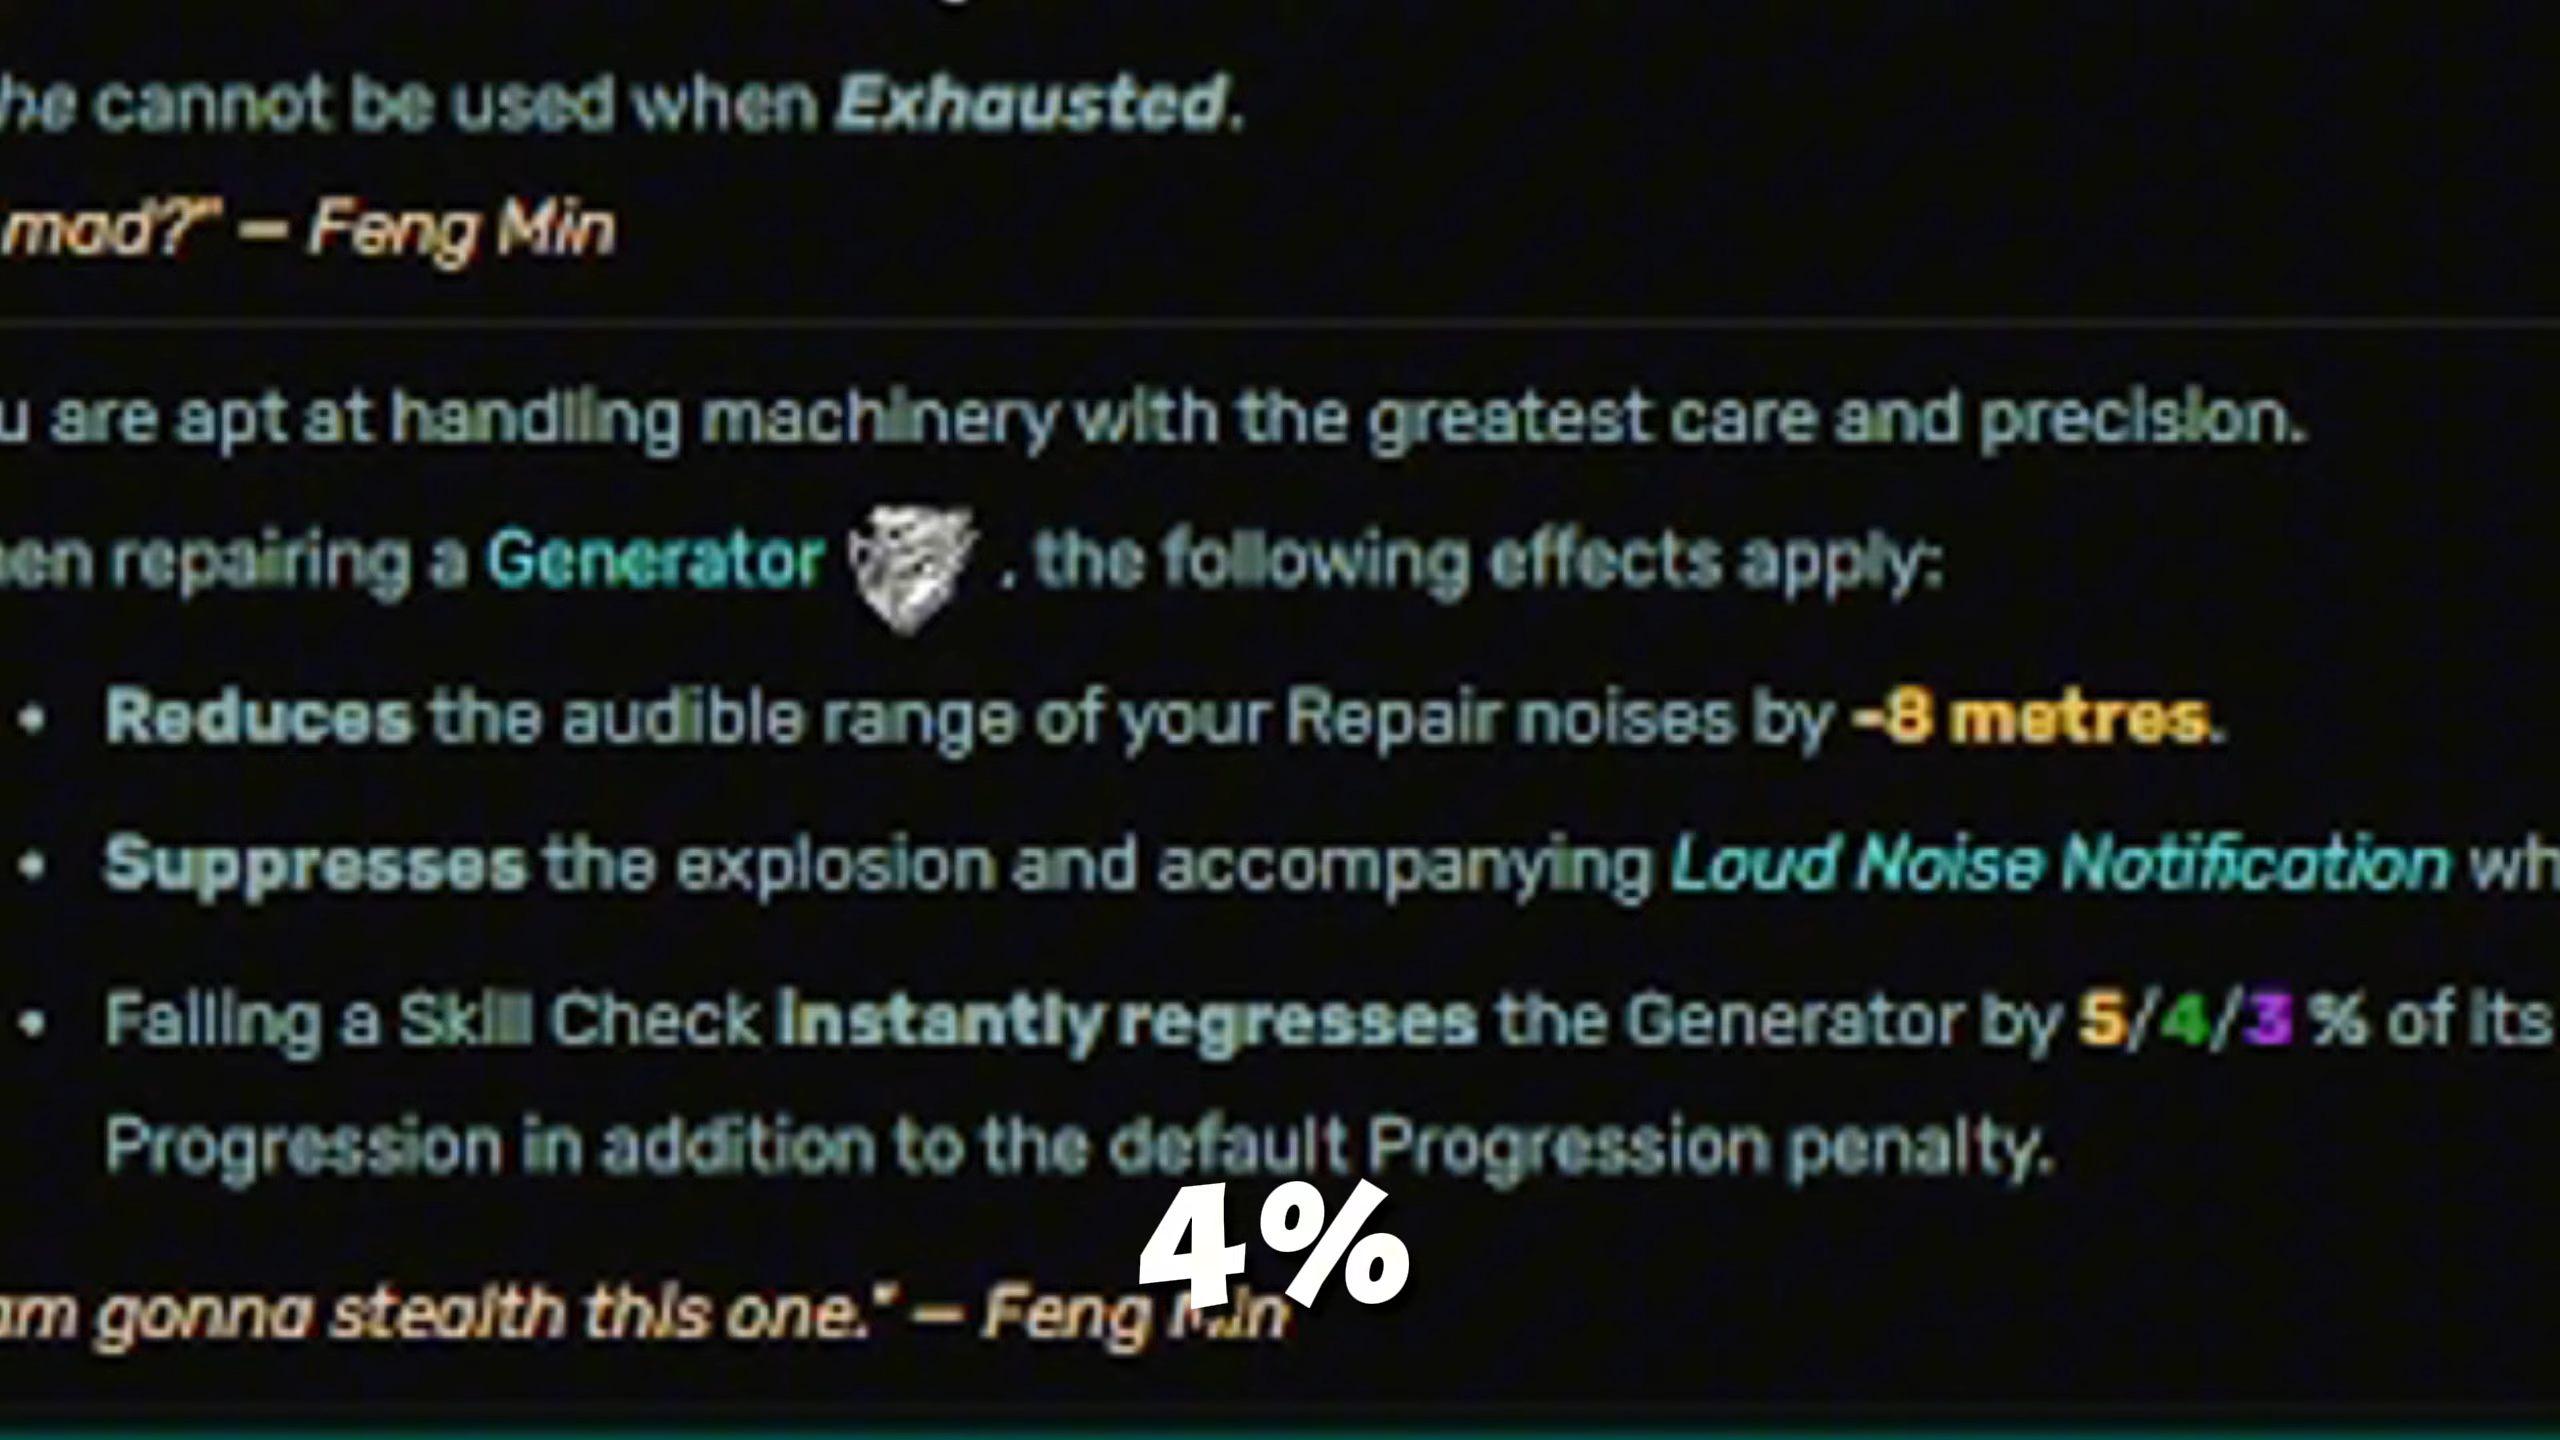 he cannot be used when Exhausted.
mad?" — Feng Min
u are apt at handling machinery with the greatest care and precision.
en repairing a Generator , the following effects apply:
• Reduces the audible range of your Repair noises by -8 metres.
• Suppresses the explosion and accompanying Loud Noise Notification wh
• Failing a Skill Check instantly regresses the Generator by 5/4/3 % of its
Progression in addition to the default Progression penalty.
4%
am gonna stealth this one." — Feng Min